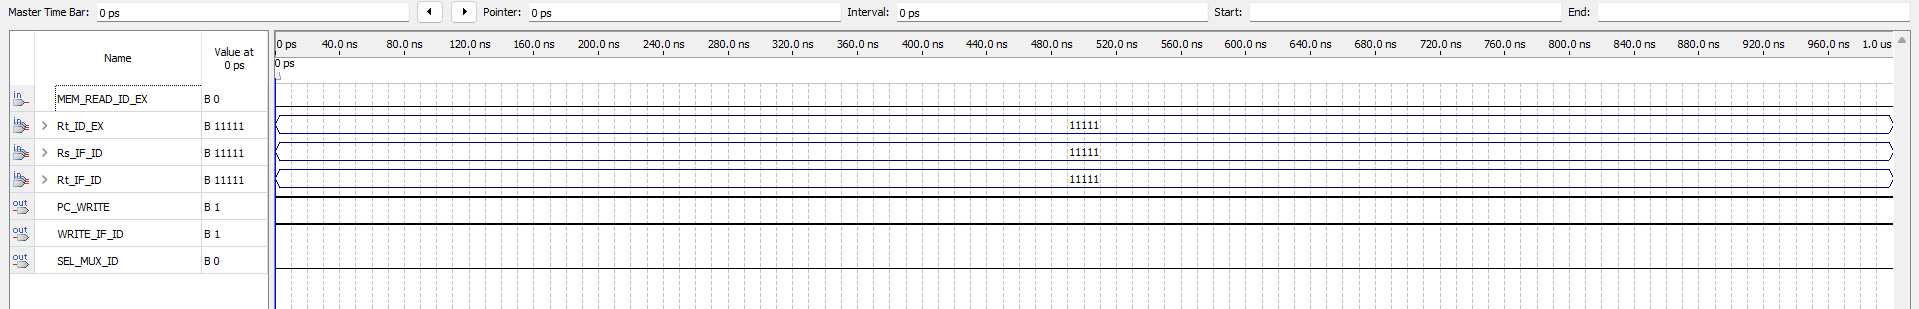 Master Time Bar: 0 ps Pointer: 0 ps Interval: 0 ps Start: End:
Name Value at 0 ps
0 ps 40.0 ns 80.0 ns 120.0 ns 160.0 ns 200.0 ns 240.0 ns 280.0 ns 320.0 ns 360.0 ns 400.0 ns 440.0 ns 480.0 ns 520.0 ns 560.0 ns 600.0 ns 640.0 ns 680.0 ns 720.0 ns 760.0 ns 800.0 ns 840.0 ns 880.0 ns 920.0 ns 960.0 ns 1.0 us
0 ps
in MEM_READ_ID_EX B 0
in > Rt_ID_EX B 11111 11111
in > Rs_IF_ID B 11111 11111
in > Rt_IF_ID B 11111 11111
out PC_WRITE B 1
out WRITE_IF_ID B 1
out SEL_MUX_ID B 0